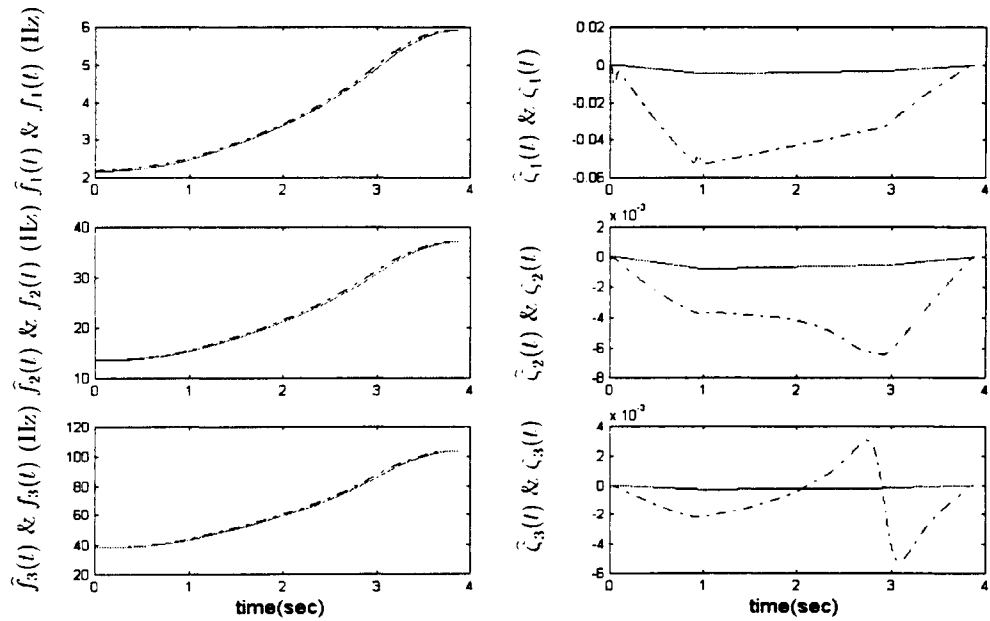 f̂₁(t) & f₁(t) (Hz)
6
5
4
3
2
0 1 2 3 4
ζ̂₁(t) & ζ₁(t)
0.02
0
-0.02
-0.04
-0.06
0 1 2 3 4
f̂₂(t) & f₂(t) (Hz)
40
30
20
10
0 1 2 3 4
ζ̂₂(t) & ζ₂(t)
x 10⁻³
2
0
-2
-4
-6
-8
0 1 2 3 4
f̂₃(t) & f₃(t) (Hz)
120
100
80
60
40
20
0 1 2 3 4
time(sec)
ζ̂₃(t) & ζ₃(t)
x 10⁻³
4
2
0
-2
-4
-6
0 1 2 3 4
time(sec)